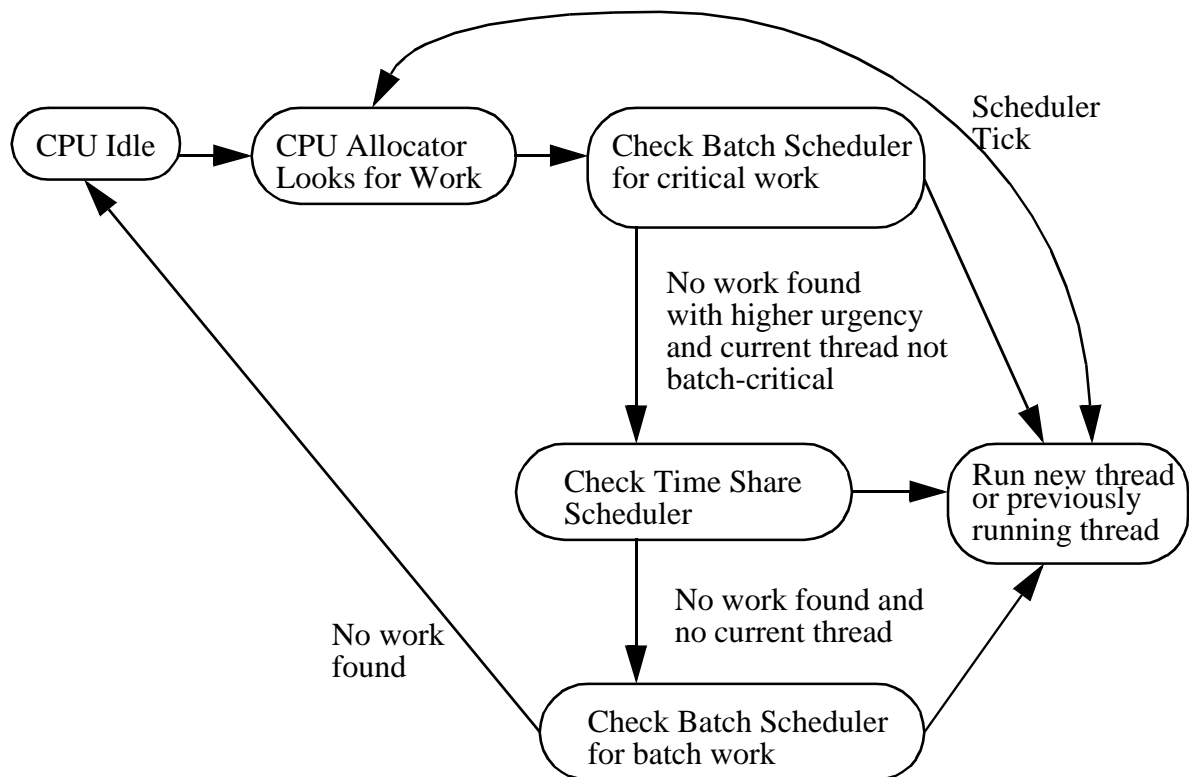 Scheduler
Tick
CPU Idle
CPU Allocator
Looks for Work
Check Batch Scheduler
for critical work
No work found
with higher urgency
and current thread not
batch-critical
Check Time Share
Scheduler
Run new thread
or previously
running thread
No work found and
no current thread
No work
found
Check Batch Scheduler
for batch work